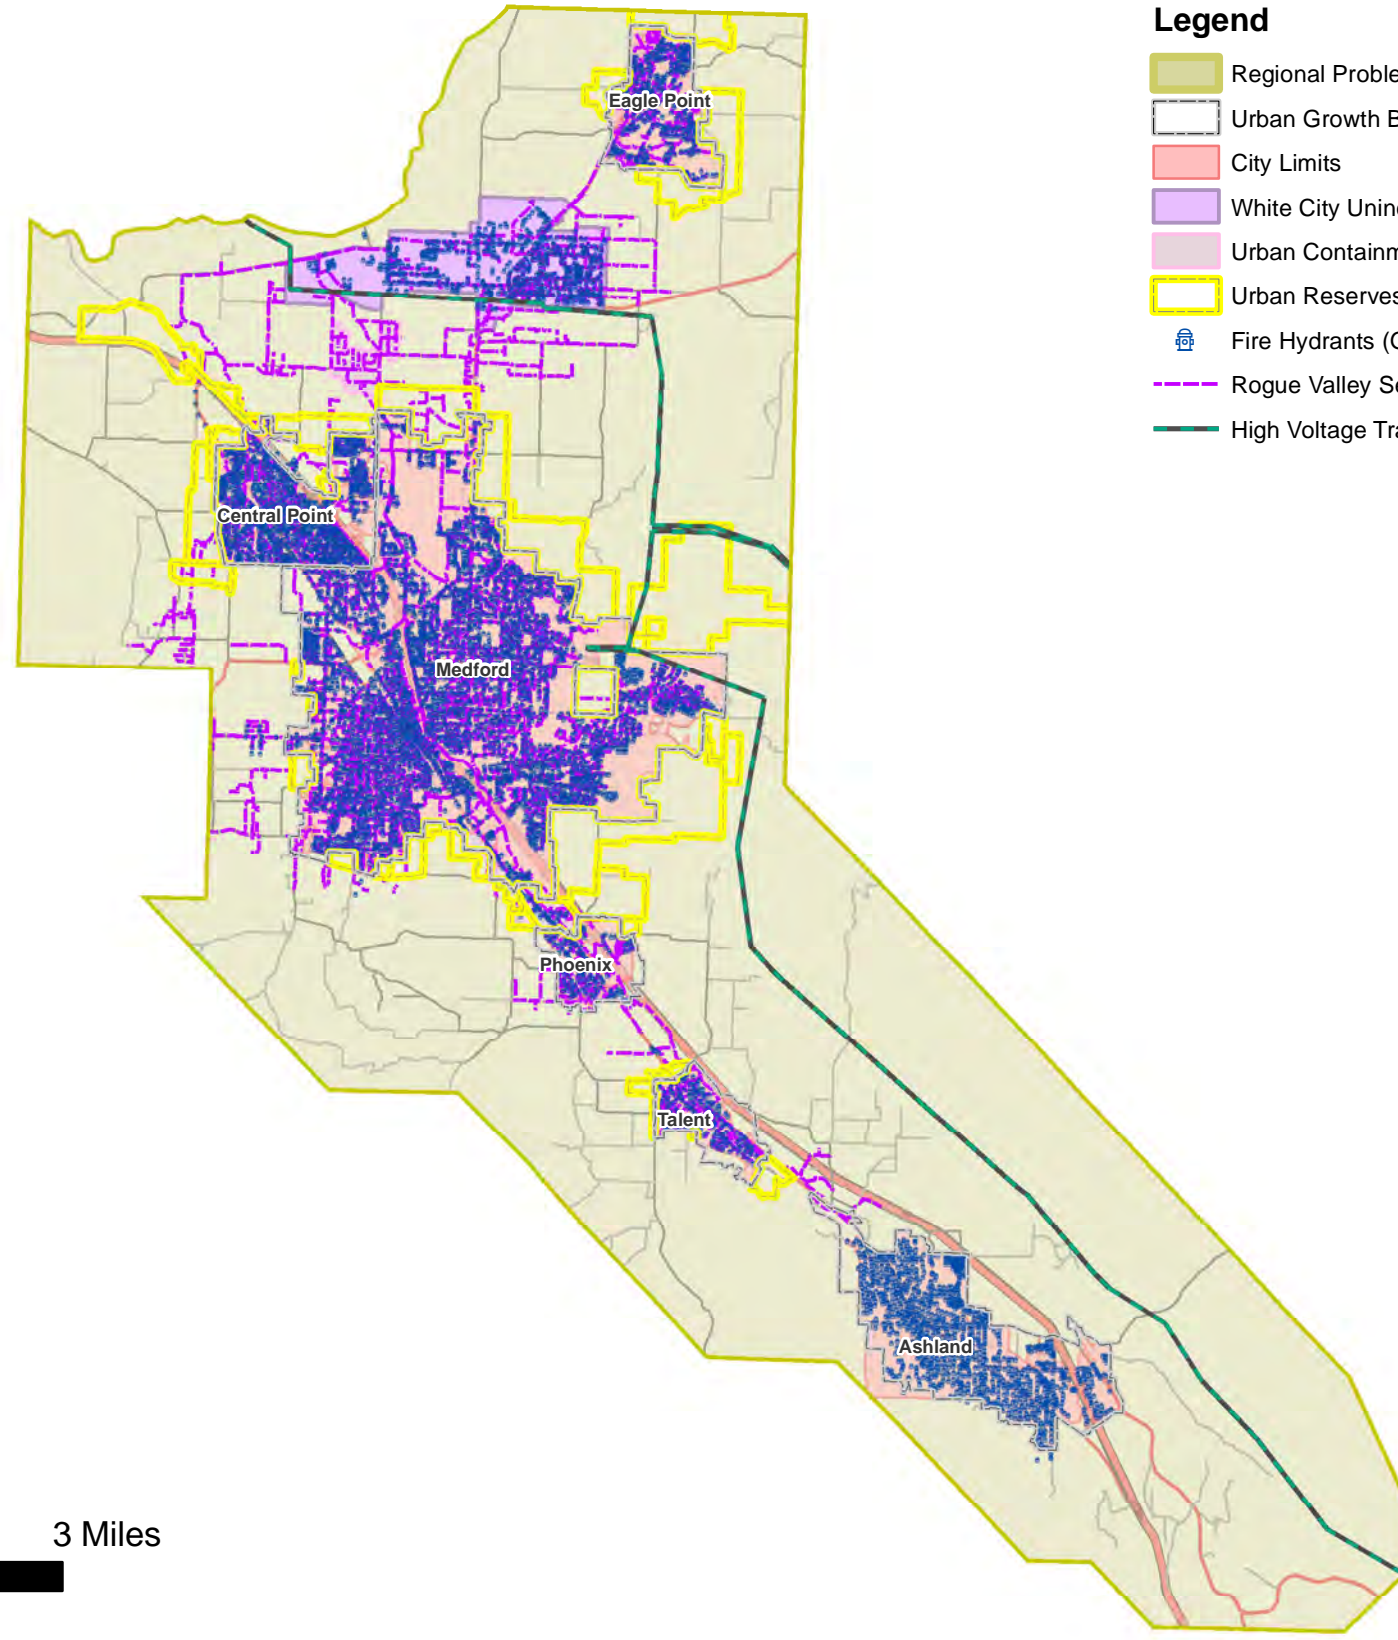 Legend
Regional Proble
Urban Growth B
City Limits
White City Unin
Urban Containm
Urban Reserves
Fire Hydrants (
Rogue Valley Se
High Voltage Tra
Eagle Point
Central Point
Medford
Phoenix
Talent
Ashland
3 Miles